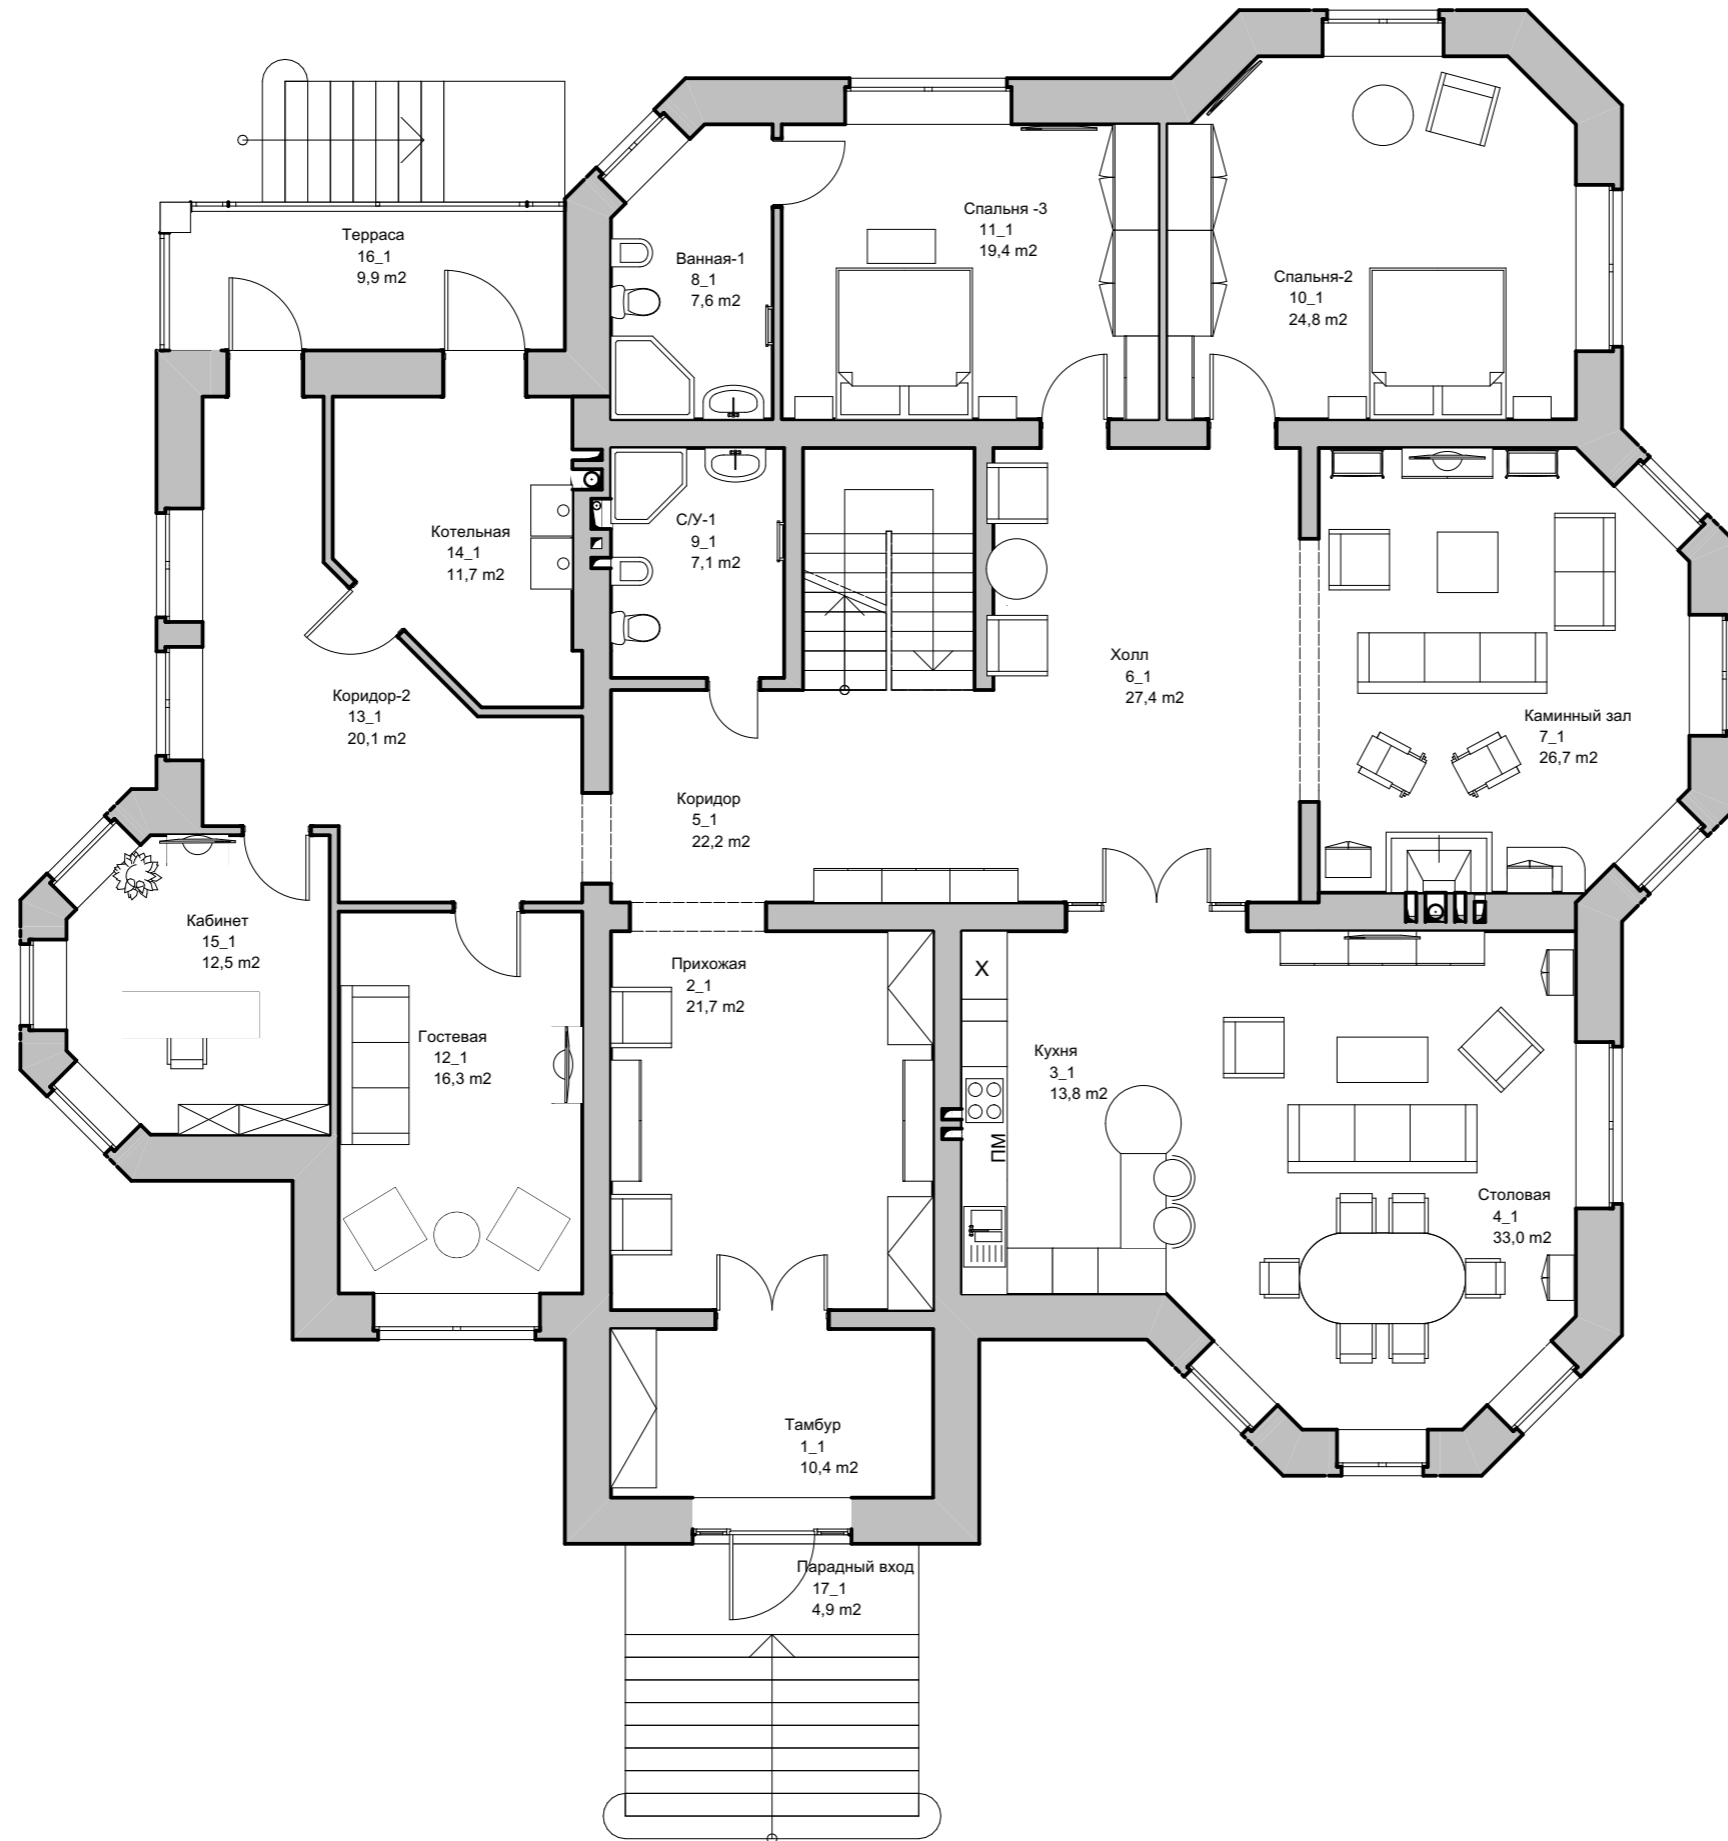 Терраса
16_1
9,9 m2
Ванная-1
8_1
7,6 m2
Спальня -3
11_1
19,4 m2
Спальня-2
10_1
24,8 m2
Котельная
14_1
11,7 m2
С/У-1
9_1
7,1 m2
Холл
6_1
27,4 m2
Коридор-2
13_1
20,1 m2
Каминный зал
7_1
26,7 m2
Коридор
5_1
22,2 m2
Кабинет
15_1
12,5 m2
Прихожая
2_1
21,7 m2
Х
Гостевая
12_1
16,3 m2
Кухня
3_1
13,8 m2
ПМ
Столовая
4_1
33,0 m2
Тамбур
1_1
10,4 m2
Парадный вход
17_1
4,9 m2